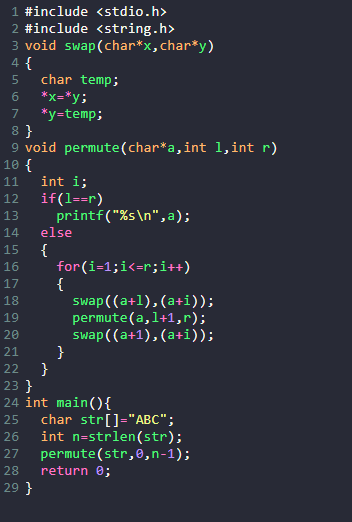 1 #include <stdio.h>
2 #include <string.h>
3 void swap(char*x,char*y)
4 {
5 char temp;
6 *x=*y;
7 *y=temp;
8 }
9 void permute(char*a,int l,int r)
10 {
11 int i;
12 if(l==r)
13 printf("%s\n",a);
14 else
15 {
16 for(i=1;i<=r;i++)
17 {
18 swap((a+l),(a+i));
19 permute(a,l+1,r);
20 swap((a+1),(a+i));
21 }
22 }
23 }
24 int main(){
25 char str[]="ABC";
26 int n=strlen(str);
27 permute(str,0,n-1);
28 return 0;
29 }